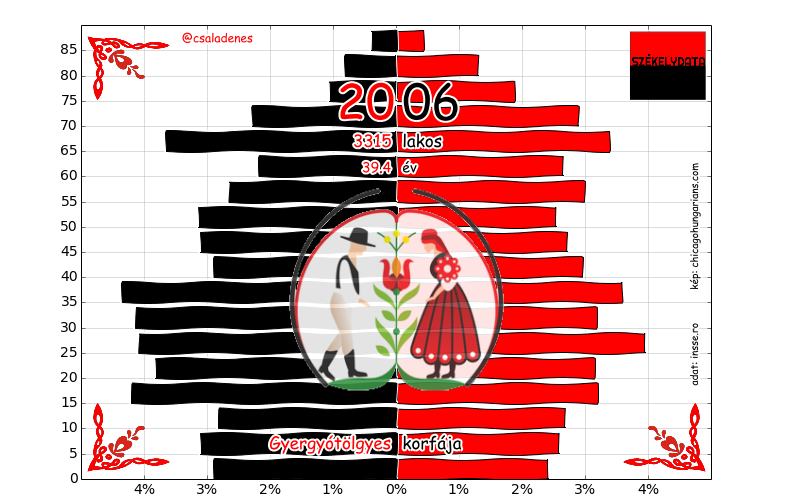 @csaladenes
SZÉKELYDATA
2006
3315 lakos
39.4 év
kép: chicagohungarians.com
adat: insse.ro
Gyergyótölgyes korfája
85
80
75
70
65
60
55
50
45
40
35
30
25
20
15
10
5
0
4% 3% 2% 1% 0% 1% 2% 3% 4%